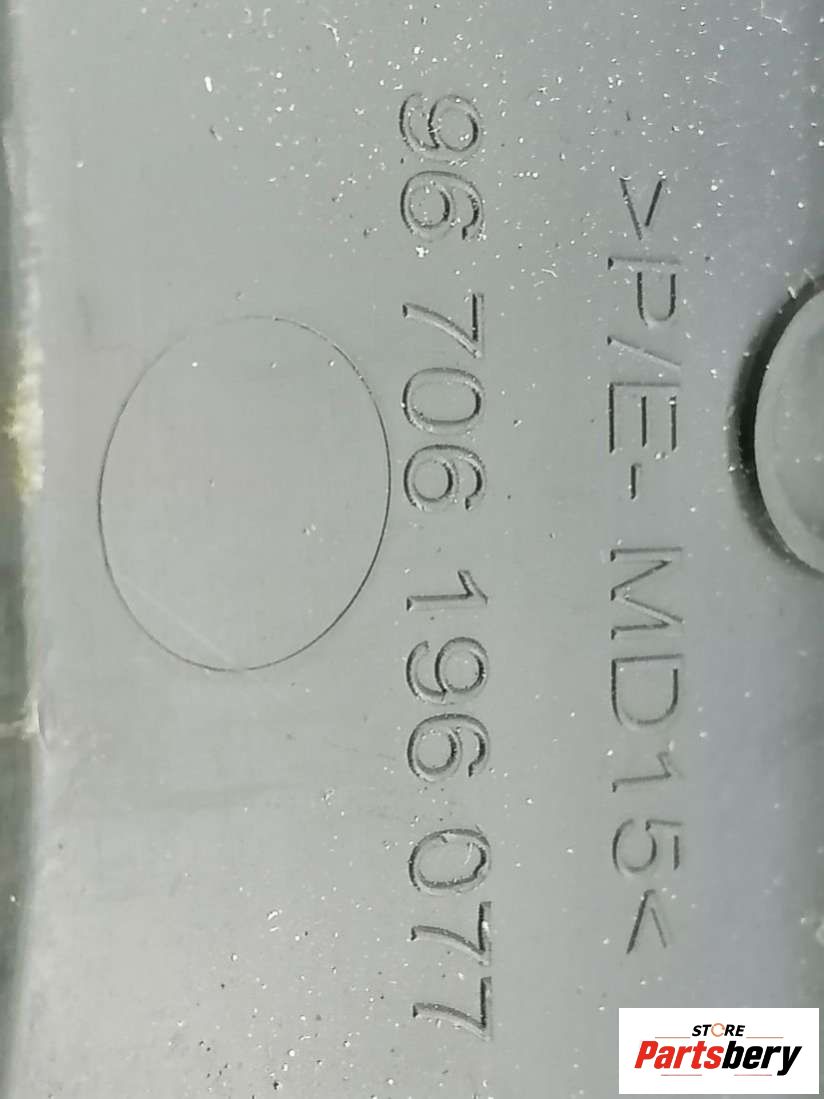 >P/E-MD15<
96 706 196 077
STORE
Partsbery